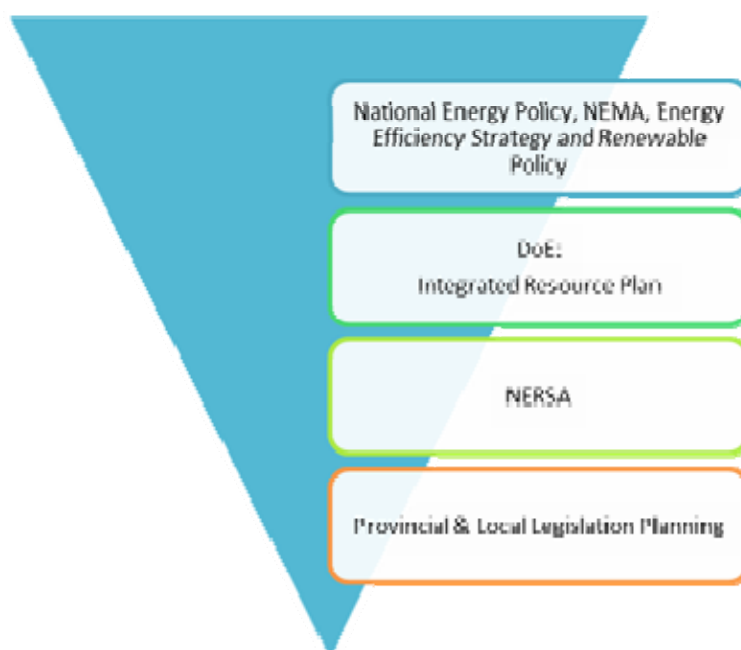 National Energy Policy, NEMA, Energy
Efficiency Strategy and Renewable
Policy
DoE:
Integrated Resource Plan
NERSA
Provincial & Local Legislation Planning